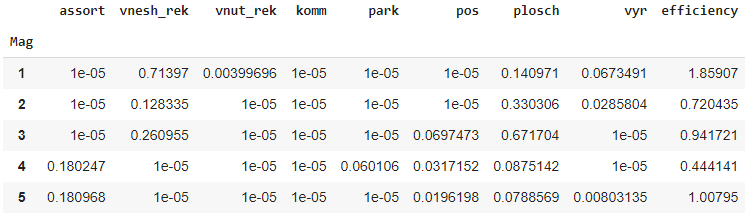 assort vnesh_rek vnut_rek komm park pos plosch vyr efficiency
Mag
1 1e-05 0.71397 0.00399696 1e-05 1e-05 1e-05 0.140971 0.0673491 1.85907
2 1e-05 0.128335 1e-05 1e-05 1e-05 1e-05 0.330306 0.0285804 0.720435
3 1e-05 0.260955 1e-05 1e-05 1e-05 0.0697473 0.671704 1e-05 0.941721
4 0.180247 1e-05 1e-05 1e-05 0.060106 0.0317152 0.0875142 1e-05 0.444141
5 0.180968 1e-05 1e-05 1e-05 1e-05 0.0196198 0.0788569 0.00803135 1.00795